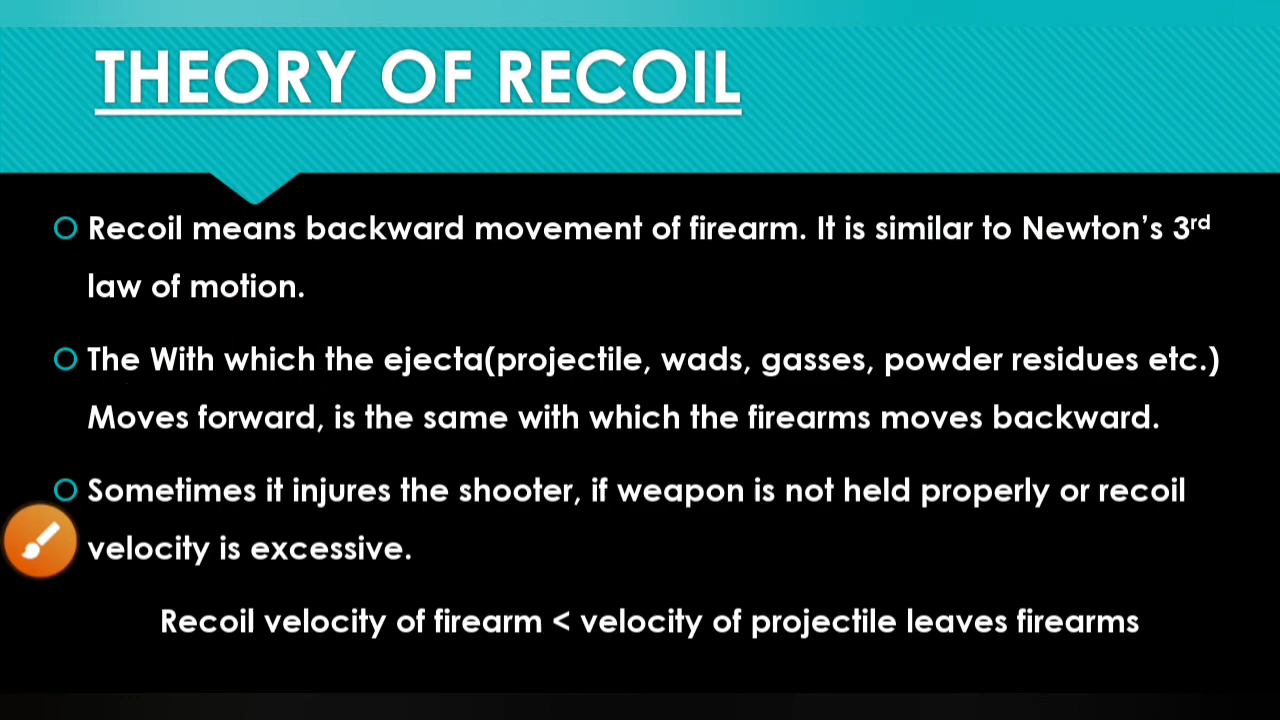 THEORY OF RECOIL
Recoil means backward movement of firearm. It is similar to Newton's 3rd
law of motion.
The With which the ejecta(projectile, wads, gasses, powder residues etc.)
Moves forward, is the same with which the firearms moves backward.
Sometimes it injures the shooter, if weapon is not held properly or recoil
velocity is excessive.
Recoil velocity of firearm < velocity of projectile leaves firearms